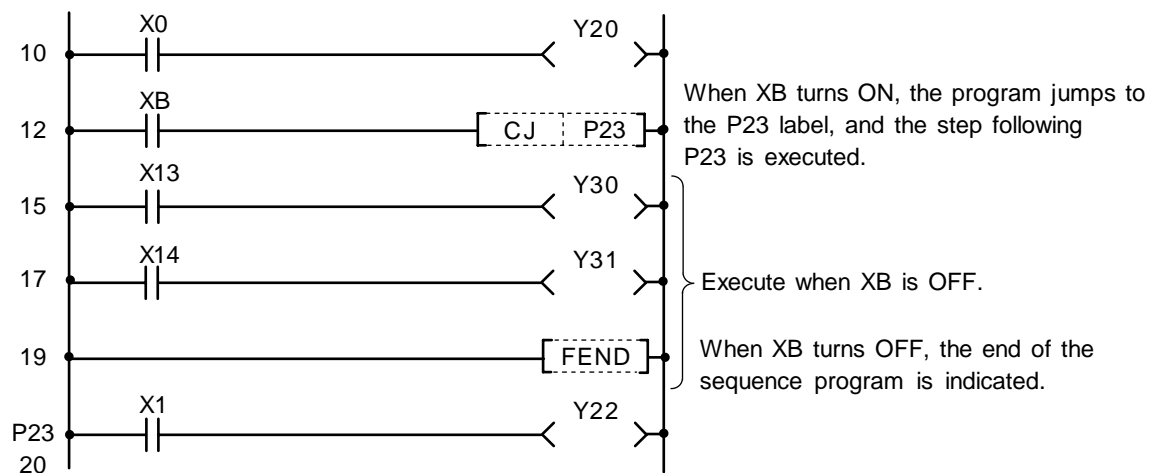 X0
Y20
10
XB
When XB turns ON, the program jumps to
12
CJ P23
the P23 label, and the step following
P23 is executed.
X13
Y30
15
X14
Y31
17
Execute when XB is OFF.
19
FEND
When XB turns OFF, the end of the
sequence program is indicated.
X1
Y22
P23
20